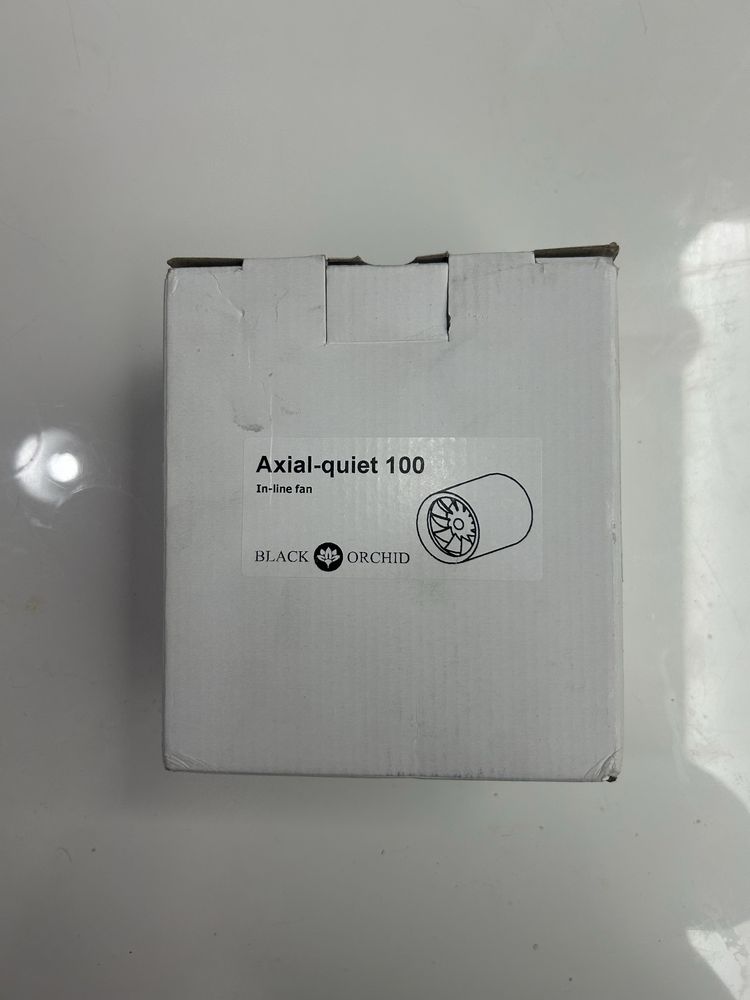 Axial-quiet 100
In-line fan
BLACK ORCHID